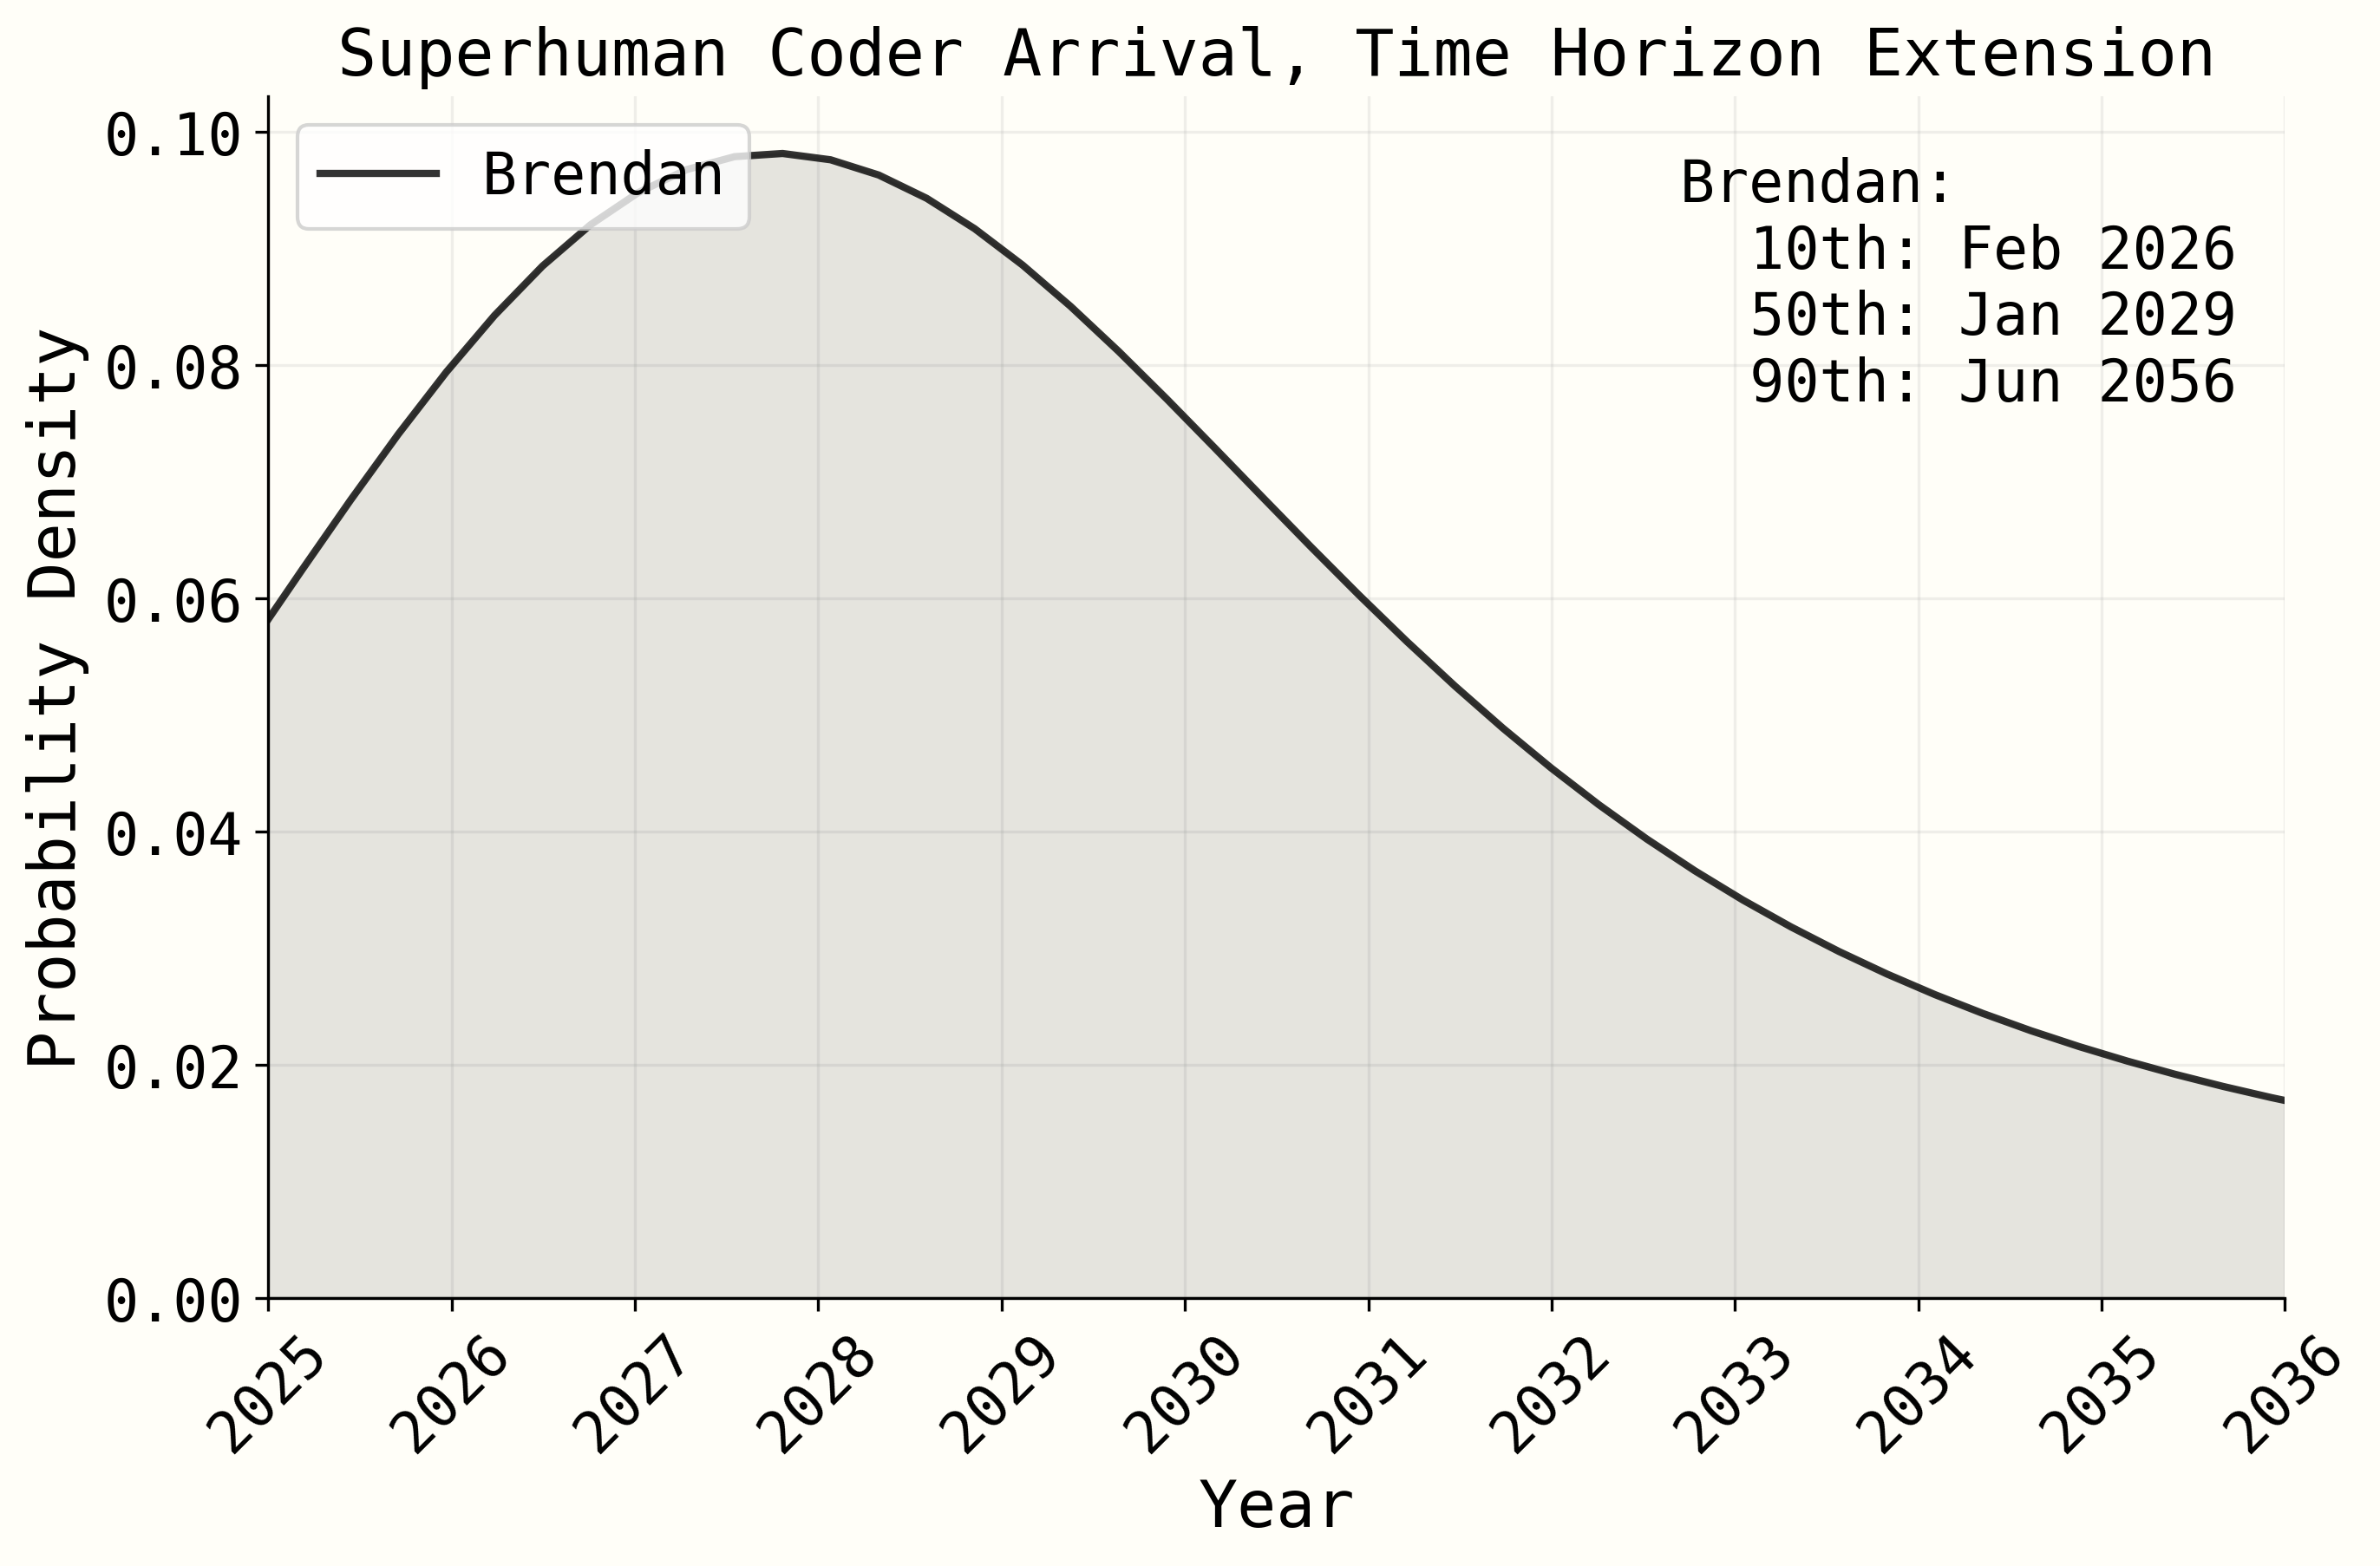 Superhuman Coder Arrival, Time Horizon Extension
Brendan
Brendan:
10th: Feb 2026
50th: Jan 2029
90th: Jun 2056
Probability Density
0.10
0.08
0.06
0.04
0.02
0.00
2025
2026
2027
2028
2029
2030
2031
2032
2033
2034
2035
2036
Year